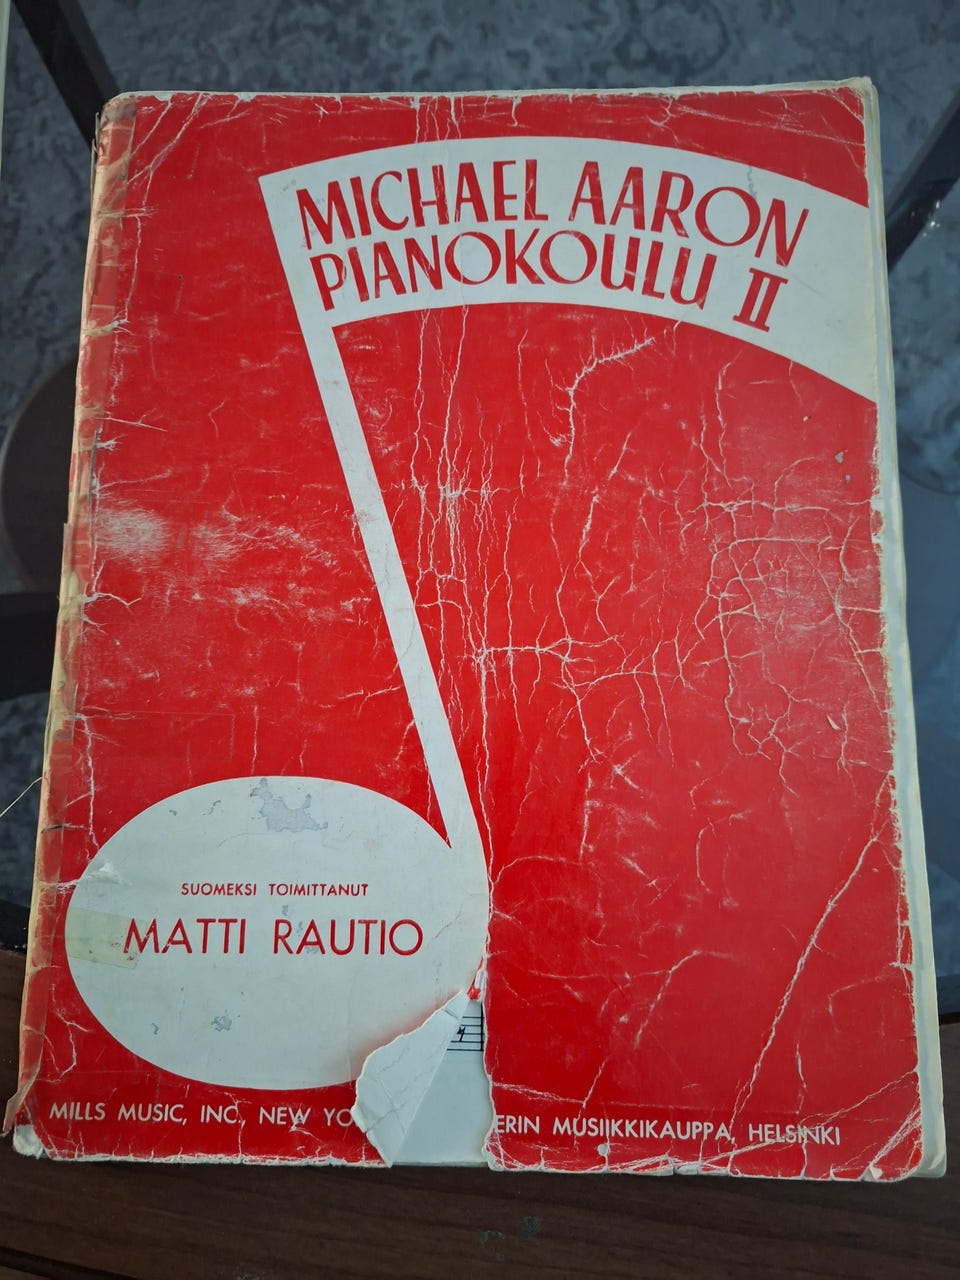 MICHAEL AARON
PIANOKOULU II
SUOMEKSI TOIMITTANUT
MATTI RAUTIO
MILLS MUSIC, INC., NEW YO ERIN MUSIIKKIKAUPPA, HELSINKI